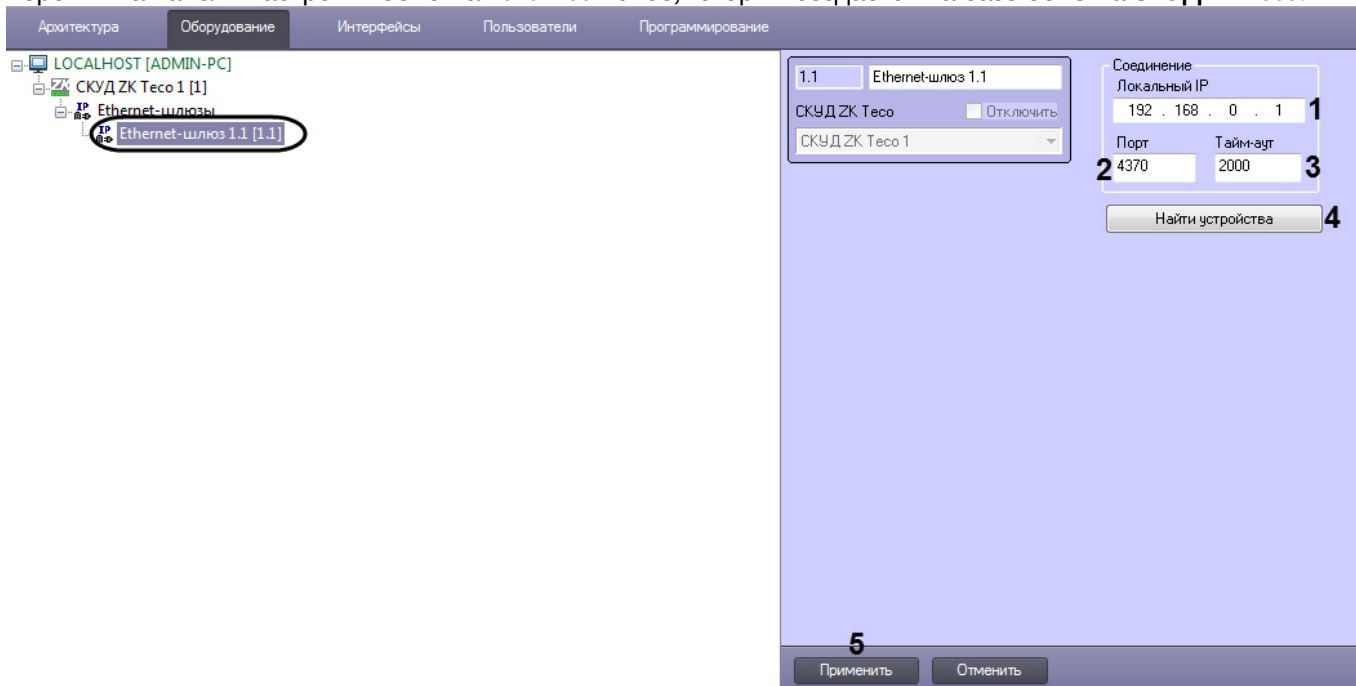 Архитектура Оборудование Интерфейсы Пользователи Программирование
LOCALHOST [ADMIN-PC]
СКУД ZK Teco 1 [1]
Ethernet-шлюзы
Ethernet-шлюз 1.1 [1.1]
1.1 Ethernet-шлюз 1.1
СКУД ZK Teco Отключить
СКУД ZK Teco 1
Соединение
Локальный IP
192 . 168 . 0 . 1 1
Порт Тайм-аут
2 4370 2000 3
Найти устройства 4
5
Применить Отменить